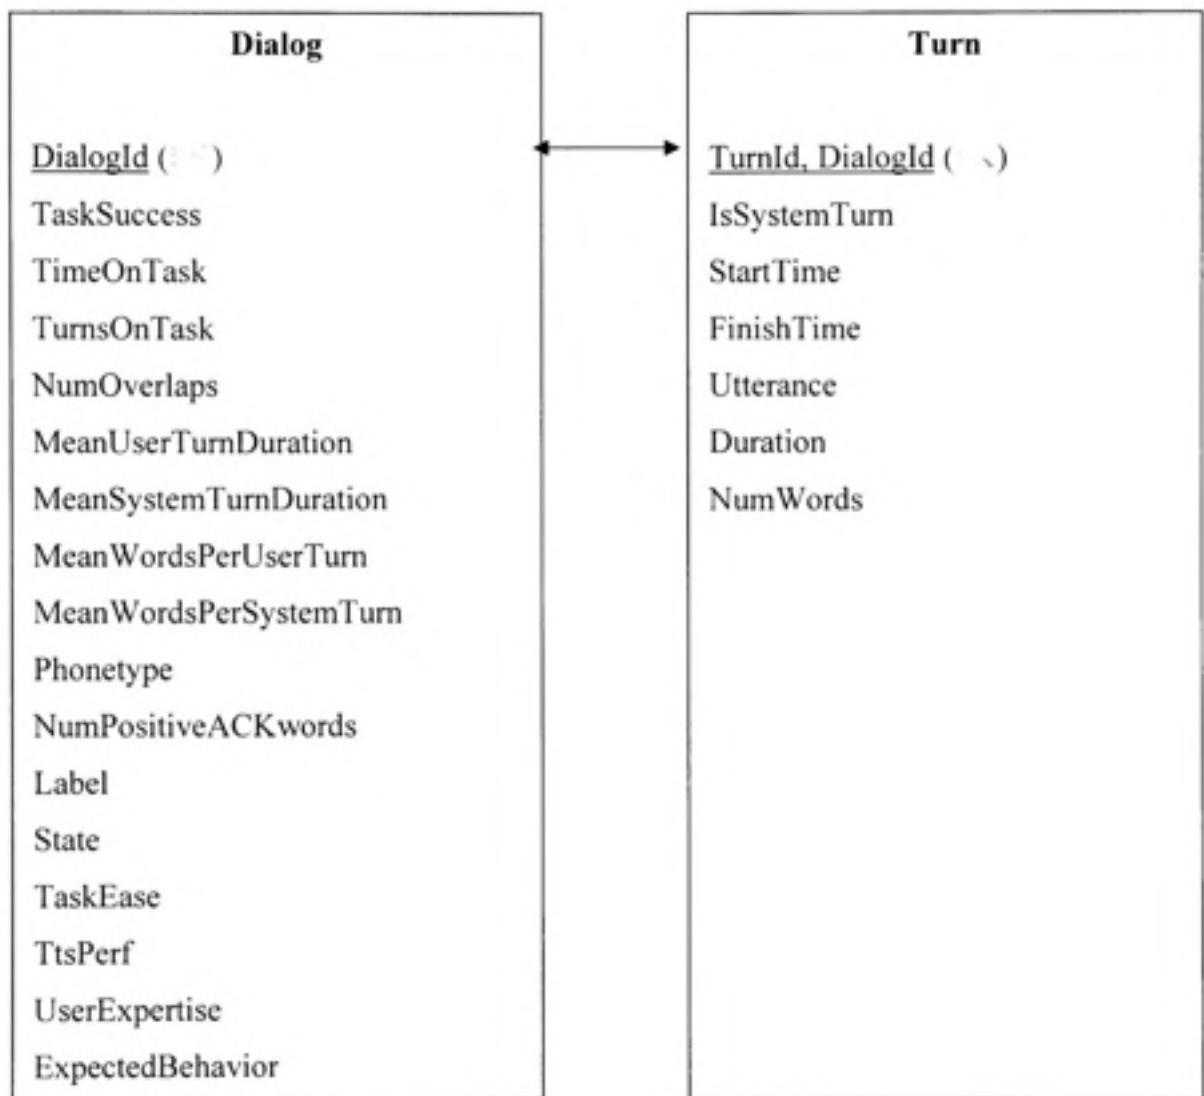 Dialog
DialogId ( )
TaskSuccess
TimeOnTask
TurnsOnTask
NumOverlaps
MeanUserTurnDuration
MeanSystemTurnDuration
MeanWordsPerUserTurn
MeanWordsPerSystemTurn
Phonetype
NumPositiveACKwords
Label
State
TaskEase
TtsPerf
UserExpertise
ExpectedBehavior
Turn
TurnId, DialogId ( )
IsSystemTurn
StartTime
FinishTime
Utterance
Duration
NumWords